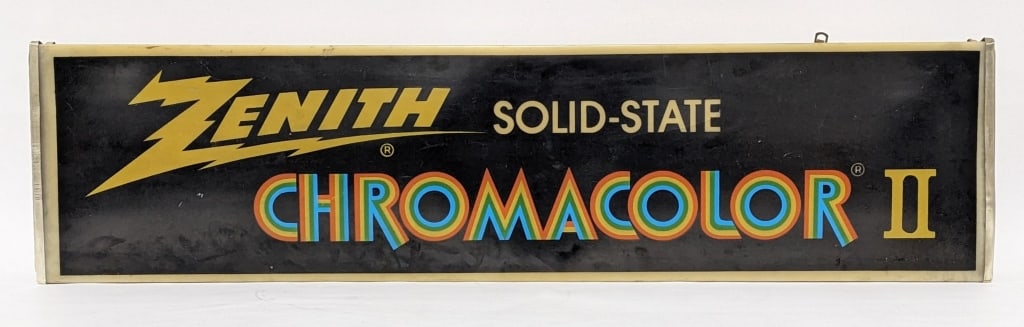 ZENITH® SOLID-STATE
CHROMACOLOR® II